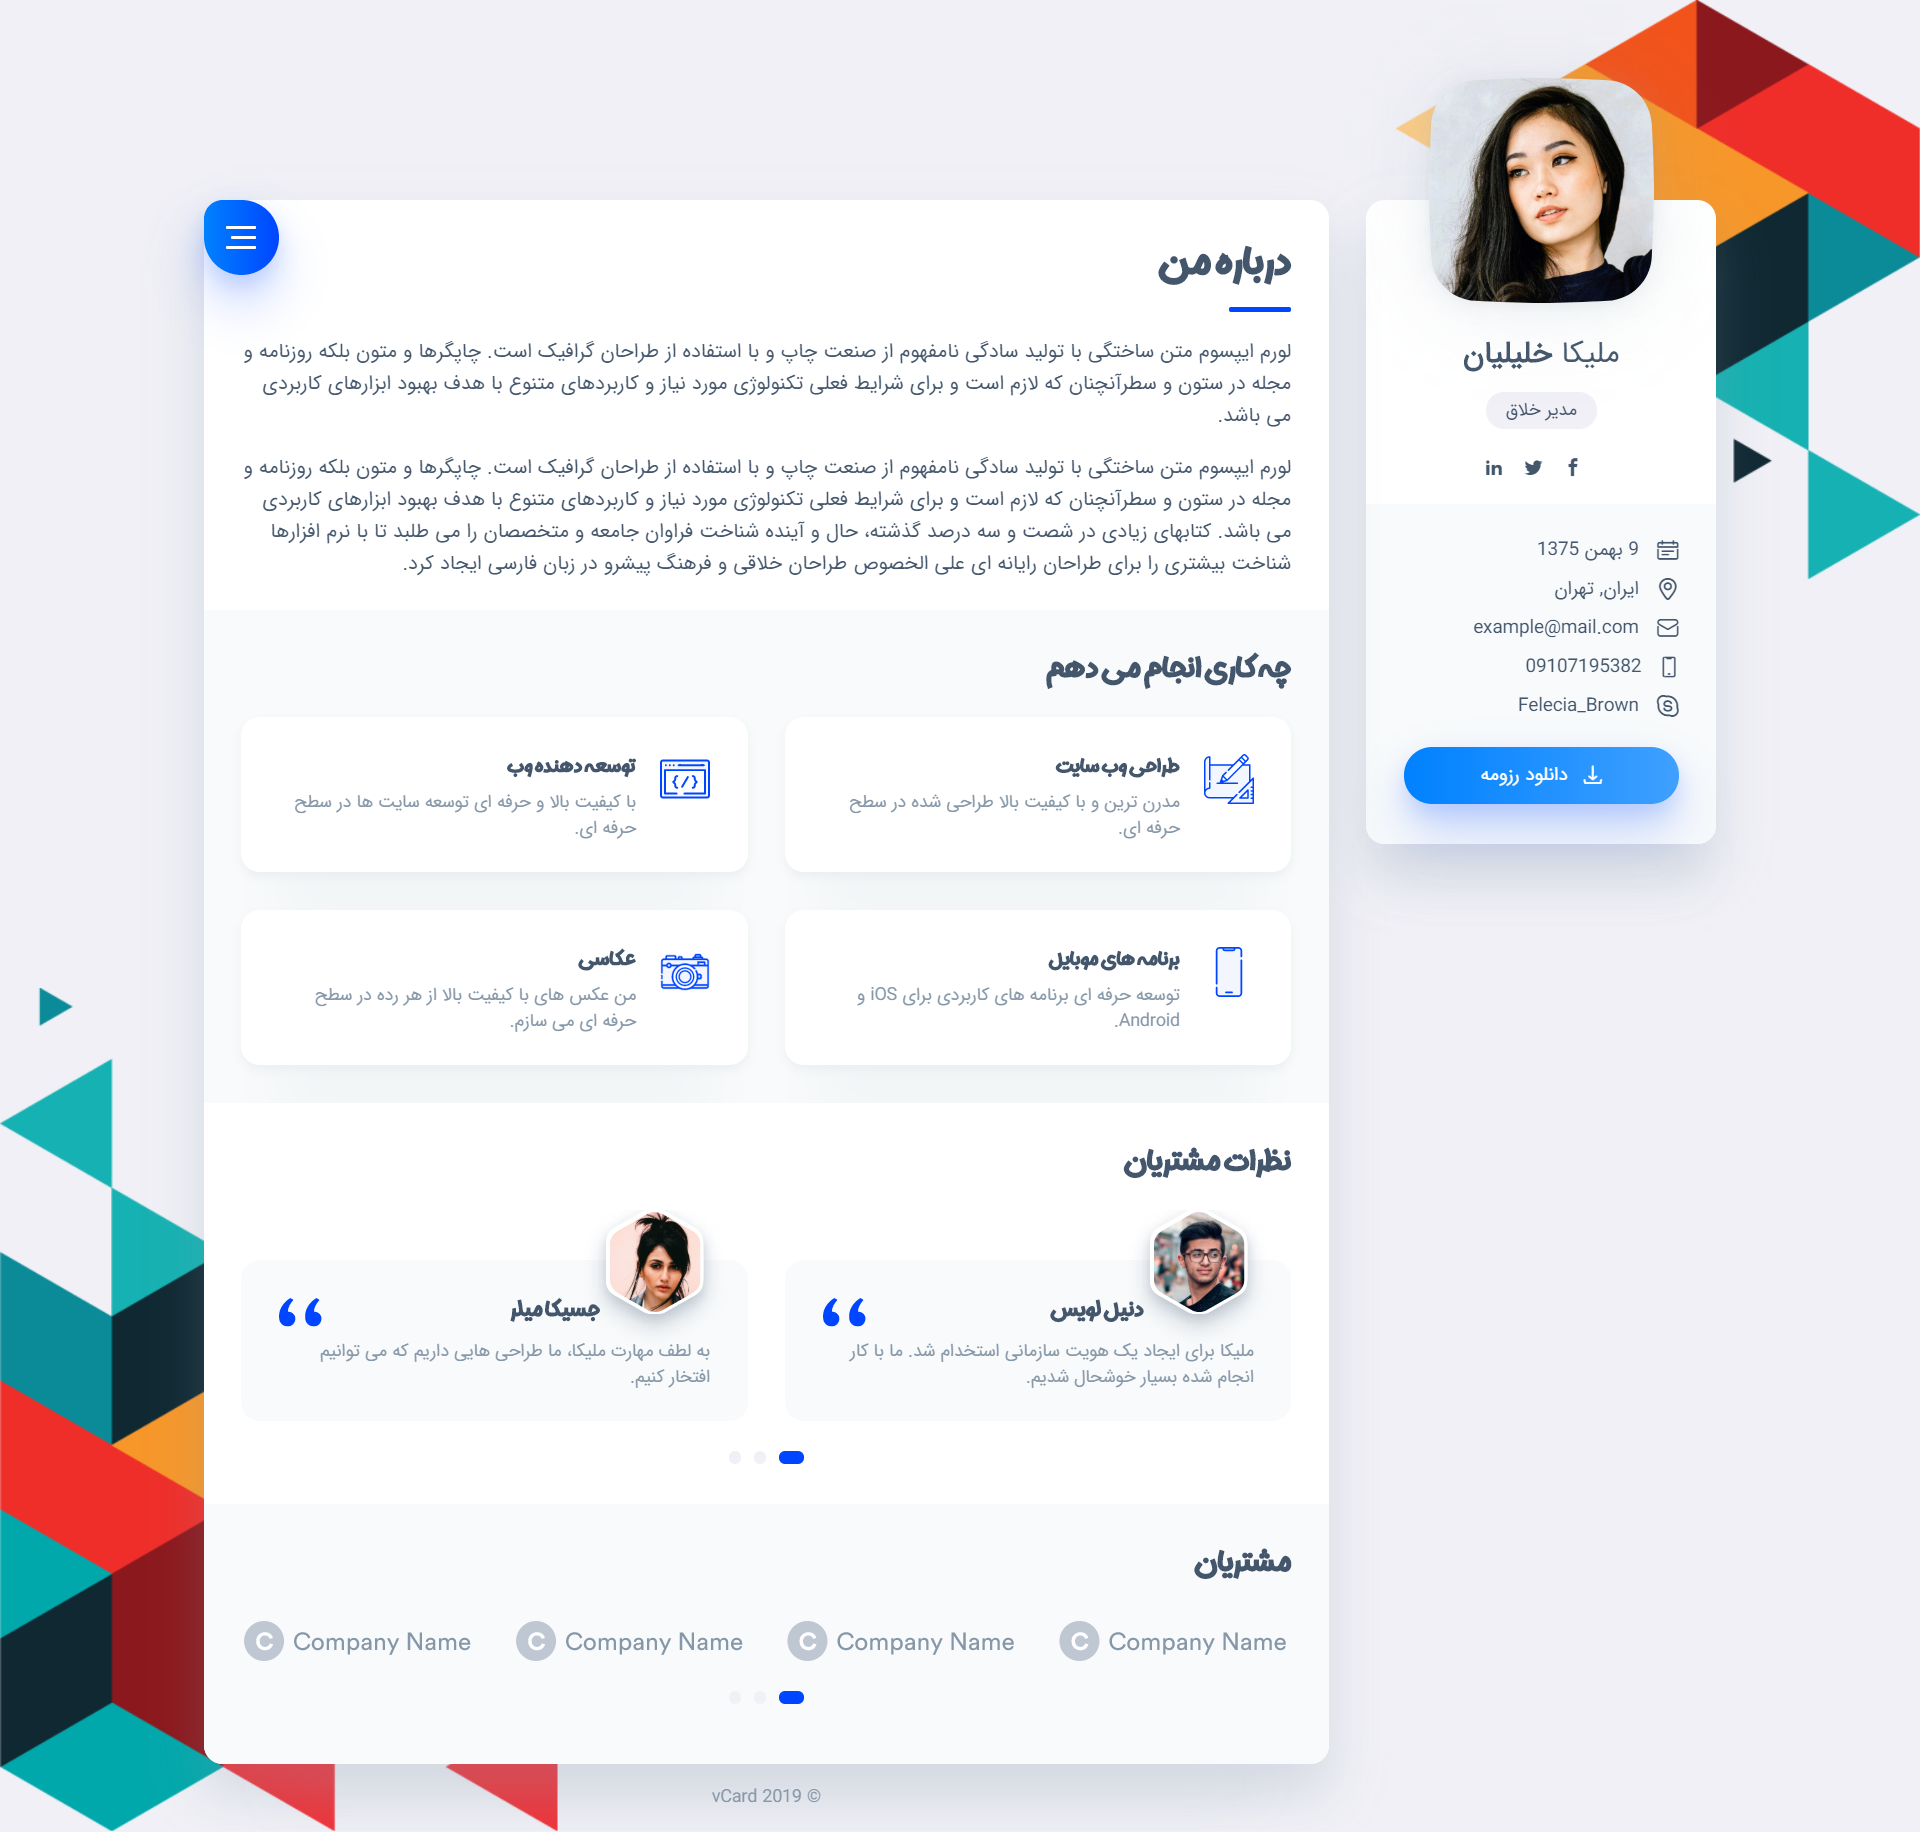 ملیکا خلیلیان
مدیر خلاق
9 بهمن 1375
ایران, تهران
example@mail.com
09107195382
Felecia_Brown
دانلود رزومه
درباره من
لورم ایپسوم متن ساختگی با تولید سادگی نامفهوم از صنعت چاپ و با استفاده از طراحان گرافیک است. چاپگرها و متون بلکه روزنامه و
مجله در ستون و سطرآنچنان که لازم است و برای شرایط فعلی تکنولوژی مورد نیاز و کاربردهای متنوع با هدف بهبود ابزارهای کاربردی
می باشد.
لورم ایپسوم متن ساختگی با تولید سادگی نامفهوم از صنعت چاپ و با استفاده از طراحان گرافیک است. چاپگرها و متون بلکه روزنامه و
مجله در ستون و سطرآنچنان که لازم است و برای شرایط فعلی تکنولوژی مورد نیاز و کاربردهای متنوع با هدف بهبود ابزارهای کاربردی
می باشد. کتابهای زیادی در شصت و سه درصد گذشته، حال و آینده شناخت فراوان جامعه و متخصصان را می طلبد تا با نرم افزارها
شناخت بیشتری را برای طراحان رایانه ای علی الخصوص طراحان خلاقی و فرهنگ پیشرو در زبان فارسی ایجاد کرد.
چه کاری انجام می دهم
طراحی وب سایت
مدرن ترین و با کیفیت بالا طراحی شده در سطح
حرفه ای.
توسعه دهنده وب
با کیفیت بالا و حرفه ای توسعه سایت ها در سطح
حرفه ای.
برنامه های موبایل
توسعه حرفه ای برنامه های کاربردی برای iOS و
Android.
عکاسی
من عکس های با کیفیت بالا از هر رده در سطح
حرفه ای می سازم.
نظرات مشتریان
دنیل لویس
ملیکا برای ایجاد یک هویت سازمانی استخدام شد. ما با کار
انجام شده بسیار خوشحال شدیم.
جسیکا میلر
به لطف مهارت ملیکا، ما طراحی هایی داریم که می توانیم
افتخار کنیم.
مشتریان
C Company Name
C Company Name
C Company Name
C Company Name
© 2019 vCard